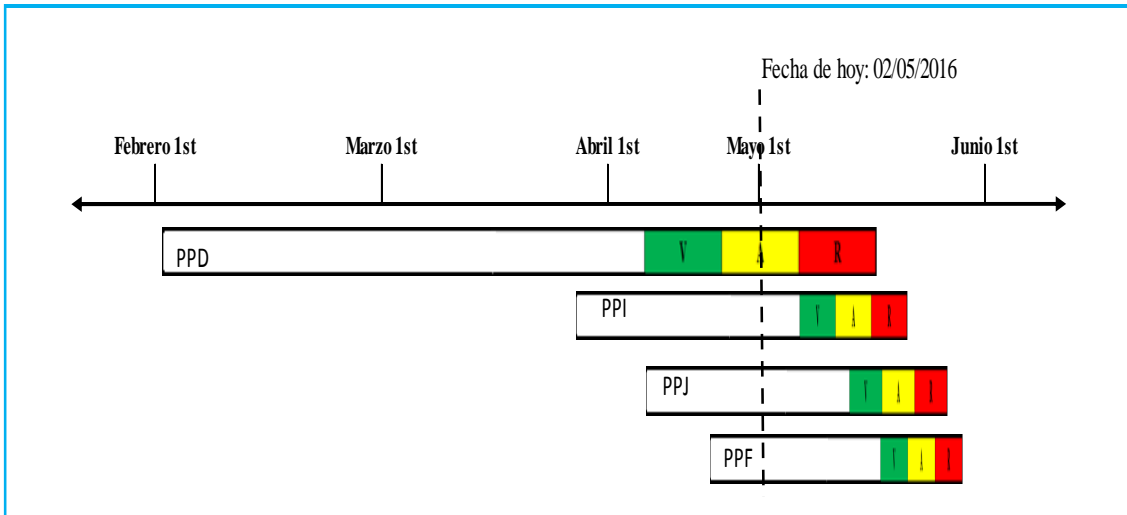 Fecha de hoy: 02/05/2016
Febrero 1st Marzo 1st Abril 1st Mayo 1st Junio 1st
PPD V A R
PPI V A R
PPJ V A R
PPF V A R